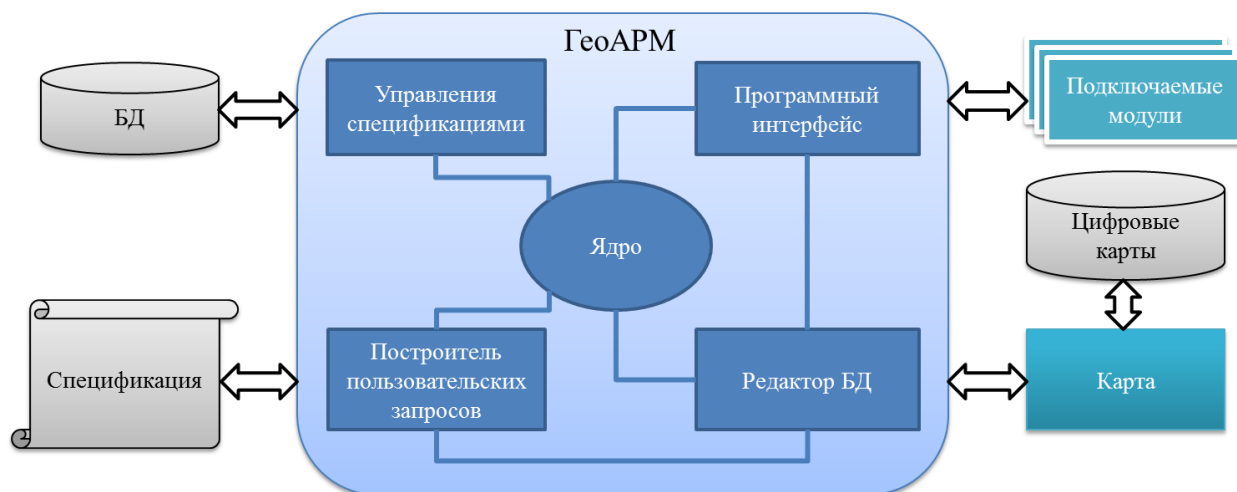 ГеоАРМ
БД
Управления
спецификациями
Программный
интерфейс
Подключаемые
модули
Ядро
Цифровые
карты
Спецификация
Построитель
пользовательских
запросов
Редактор БД
Карта